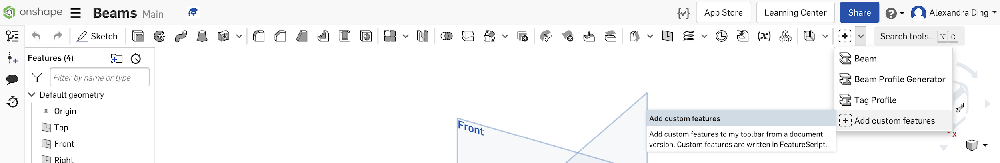 onshape Beams Main App Store Learning Center Share Alexandra Ding
Sketch (x) Search tools... ⌥ C
Features (4)
Filter by name or type
Default geometry
Origin
Top
Front
Right
Front
Beam
Beam Profile Generator
Tag Profile
Add custom features
Add custom features
Add custom features to my toolbar from a document
version. Custom features are written in FeatureScript.
Right
X